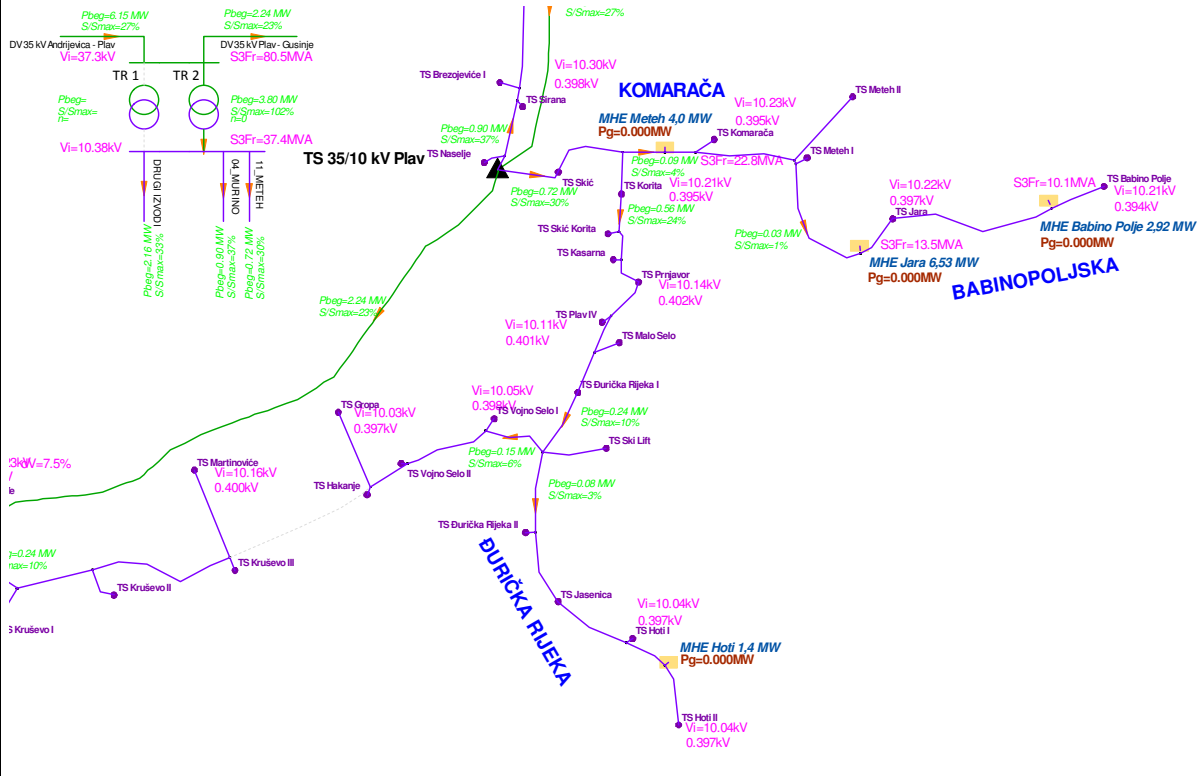 Pbeg=6.15 MW
S/Smax=27%
Pbeg=2.24 MW
S/Smax=23%
DV 35 kV Andrijevica - Plav
Vi=37.3kV
DV 35 kV Plav - Gusinje
S3Fr=80.5MVA
TR 1
TR 2
Pbeg=
S/Smax=
n=
Pbeg=3.80 MW
S/Smax=102%
n=0
S3Fr=37.4MVA
Vi=10.38kV
DRUGI IZVODI
04_MURINO
11_METEH
Pbeg=2.16 MW
S/Smax=33%
Pbeg=0.90 MW
S/Smax=37%
Pbeg=0.72 MW
S/Smax=30%
S/Smax=27%
TS Brezojeviće I
Vi=10.30kV
0.398kV
TS Sirana
Pbeg=0.90 MW
S/Smax=37%
TS 35/10 kV Plav
TS Naselje
Pbeg=0.72 MW
S/Smax=30%
TS Skić
KOMARAČA
MHE Meteh 4,0 MW
Pg=0.000MW
Vi=10.23kV
0.395kV
TS Komarača
TS Meteh II
TS Meteh I
Pbeg=0.09 MW
S/Smax=4%
S3Fr=22.8MVA
TS Korita
Vi=10.21kV
0.395kV
Pbeg=0.56 MW
S/Smax=24%
TS Skić Korita
TS Kasarna
TS Prnjavor
Vi=10.14kV
0.402kV
Pbeg=0.03 MW
S/Smax=1%
Vi=10.22kV
0.397kV
TS Jara
S3Fr=13.5MVA
MHE Jara 6,53 MW
Pg=0.000MW
S3Fr=10.1MVA
TS Babino Polje
Vi=10.21kV
0.394kV
MHE Babino Polje 2,92 MW
Pg=0.000MW
BABINOPOLJSKA
Pbeg=2.24 MW
S/Smax=23%
TS Plav IV
Vi=10.11kV
0.401kV
TS Malo Selo
TS Đurička Rijeka I
Pbeg=0.24 MW
S/Smax=10%
Vi=10.05kV
0.398kV
TS Vojno Selo I
TS Gropa
Vi=10.03kV
0.397kV
Pbeg=0.15 MW
S/Smax=6%
TS Ski Lift
TS Vojno Selo II
TS Hakanje
Pbeg=0.08 MW
S/Smax=3%
dV=7.5%
TS Martinoviće
Vi=10.16kV
0.400kV
TS Đurička Rijeka II
=0.24 MW
max=10%
TS Kruševo III
TS Kruševo II
S Kruševo I
ĐURIČKA RIJEKA
TS Jasenica
Vi=10.04kV
0.397kV
TS Hoti I
MHE Hoti 1,4 MW
Pg=0.000MW
TS Hoti II
Vi=10.04kV
0.397kV